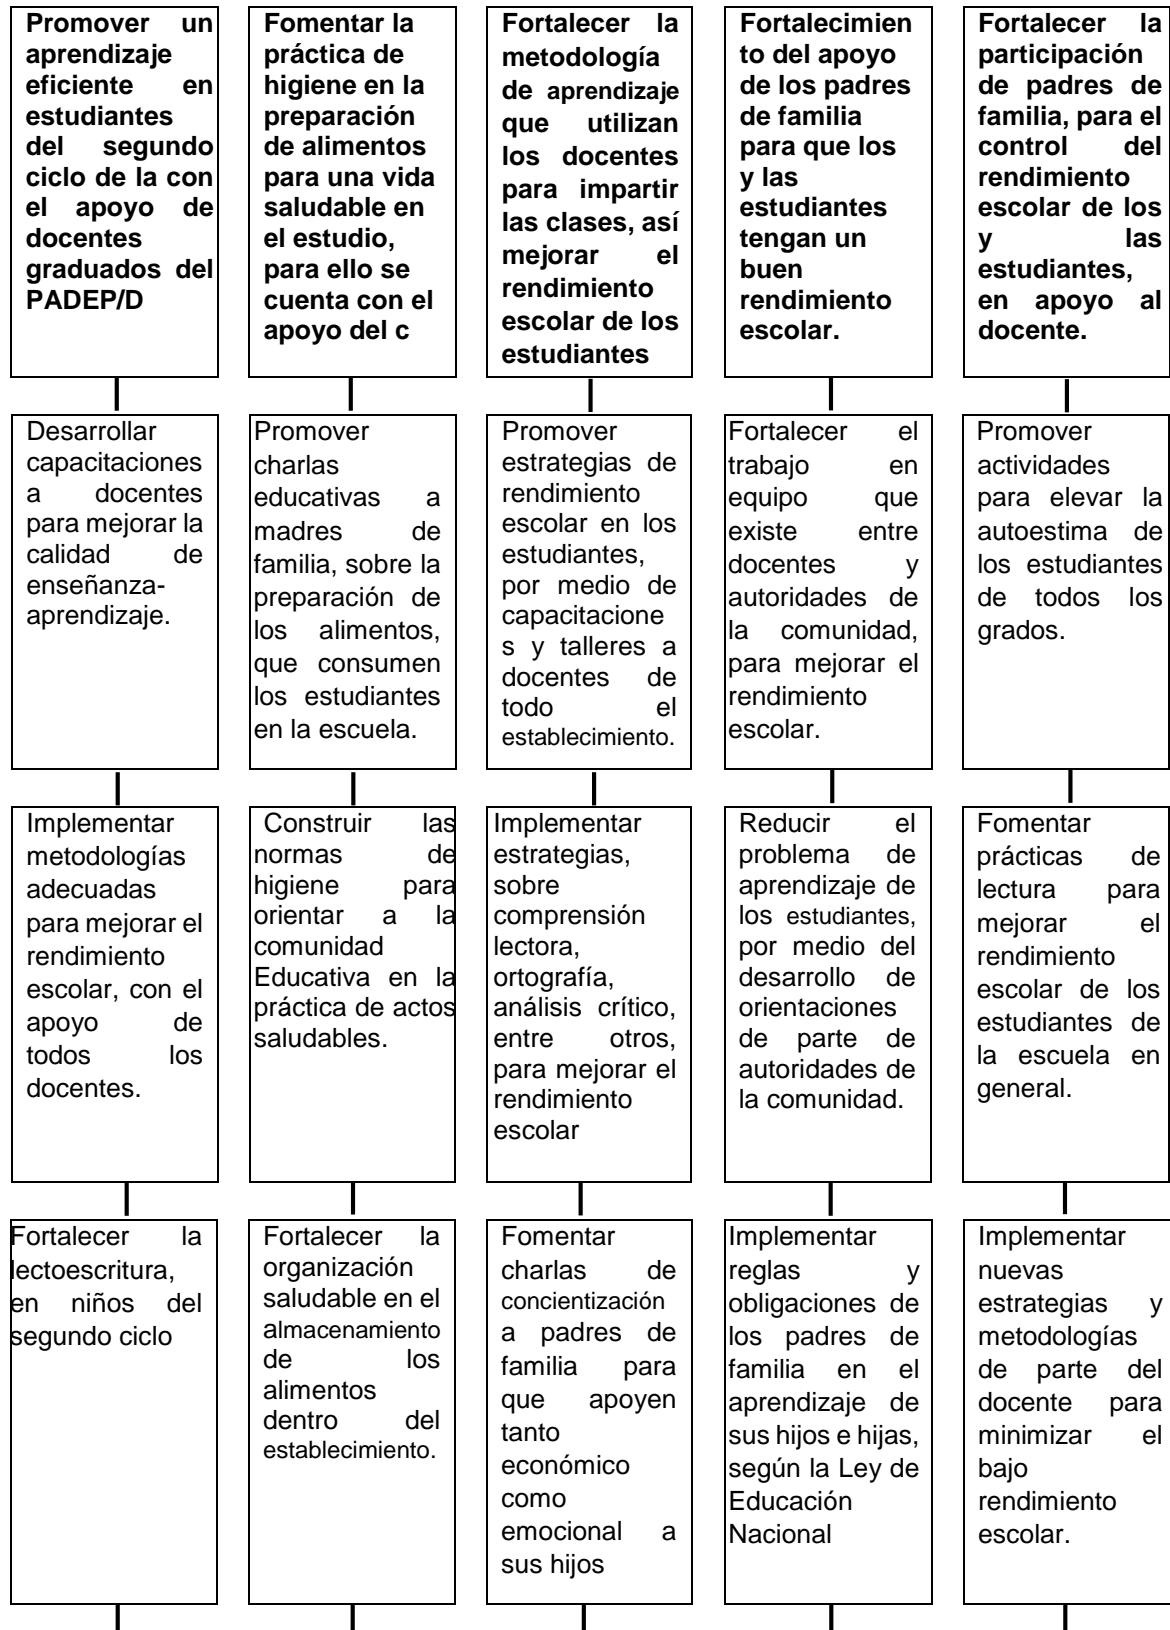 Promover un
aprendizaje
eficiente en
estudiantes
del segundo
ciclo de la con
el apoyo de
docentes
graduados del
PADEP/D
Fomentar la
práctica de
higiene en la
preparación
de alimentos
para una vida
saludable en
el estudio,
para ello se
cuenta con el
apoyo del c
Fortalecer la
metodología
de aprendizaje
que utilizan
los docentes
para impartir
las clases, así
mejorar el
rendimiento
escolar de los
estudiantes
Fortalecimien
to del apoyo
de los padres
de familia
para que los
y las
estudiantes
tengan un
buen
rendimiento
escolar.
Fortalecer la
participación
de padres de
familia, para el
control del
rendimiento
escolar de los
y las
estudiantes,
en apoyo al
docente.
Desarrollar
capacitaciones
a docentes
para mejorar la
calidad de
enseñanza-
aprendizaje.
Promover
charlas
educativas a
madres de
familia, sobre la
preparación de
los alimentos,
que consumen
los estudiantes
en la escuela.
Promover
estrategias de
rendimiento
escolar en los
estudiantes,
por medio de
capacitacione
s y talleres a
docentes de
todo el
establecimiento.
Fortalecer el
trabajo en
equipo que
existe entre
docentes y
autoridades de
la comunidad,
para mejorar el
rendimiento
escolar.
Promover
actividades
para elevar la
autoestima de
los estudiantes
de todos los
grados.
Implementar
metodologías
adecuadas
para mejorar el
rendimiento
escolar, con el
apoyo de
todos los
docentes.
Construir las
normas de
higiene para
orientar a la
comunidad
Educativa en la
práctica de actos
saludables.
Implementar
estrategias,
sobre
comprensión
lectora,
ortografía,
análisis crítico,
entre otros,
para mejorar el
rendimiento
escolar
Reducir el
problema de
aprendizaje de
los estudiantes,
por medio del
desarrollo de
orientaciones
de parte de
autoridades de
la comunidad.
Fomentar
prácticas de
lectura para
mejorar el
rendimiento
escolar de los
estudiantes de
la escuela en
general.
Fortalecer la
lectoescritura,
en niños del
segundo ciclo
Fortalecer la
organización
saludable en el
almacenamiento
de los
alimentos
dentro del
establecimiento.
Fomentar
charlas de
concientización
a padres de
familia para
que apoyen
tanto
económico
como
emocional a
sus hijos
Implementar
reglas y
obligaciones de
los padres de
familia en el
aprendizaje de
sus hijos e hijas,
según la Ley de
Educación
Nacional
Implementar
nuevas
estrategias y
metodologías
de parte del
docente para
minimizar el
bajo
rendimiento
escolar.